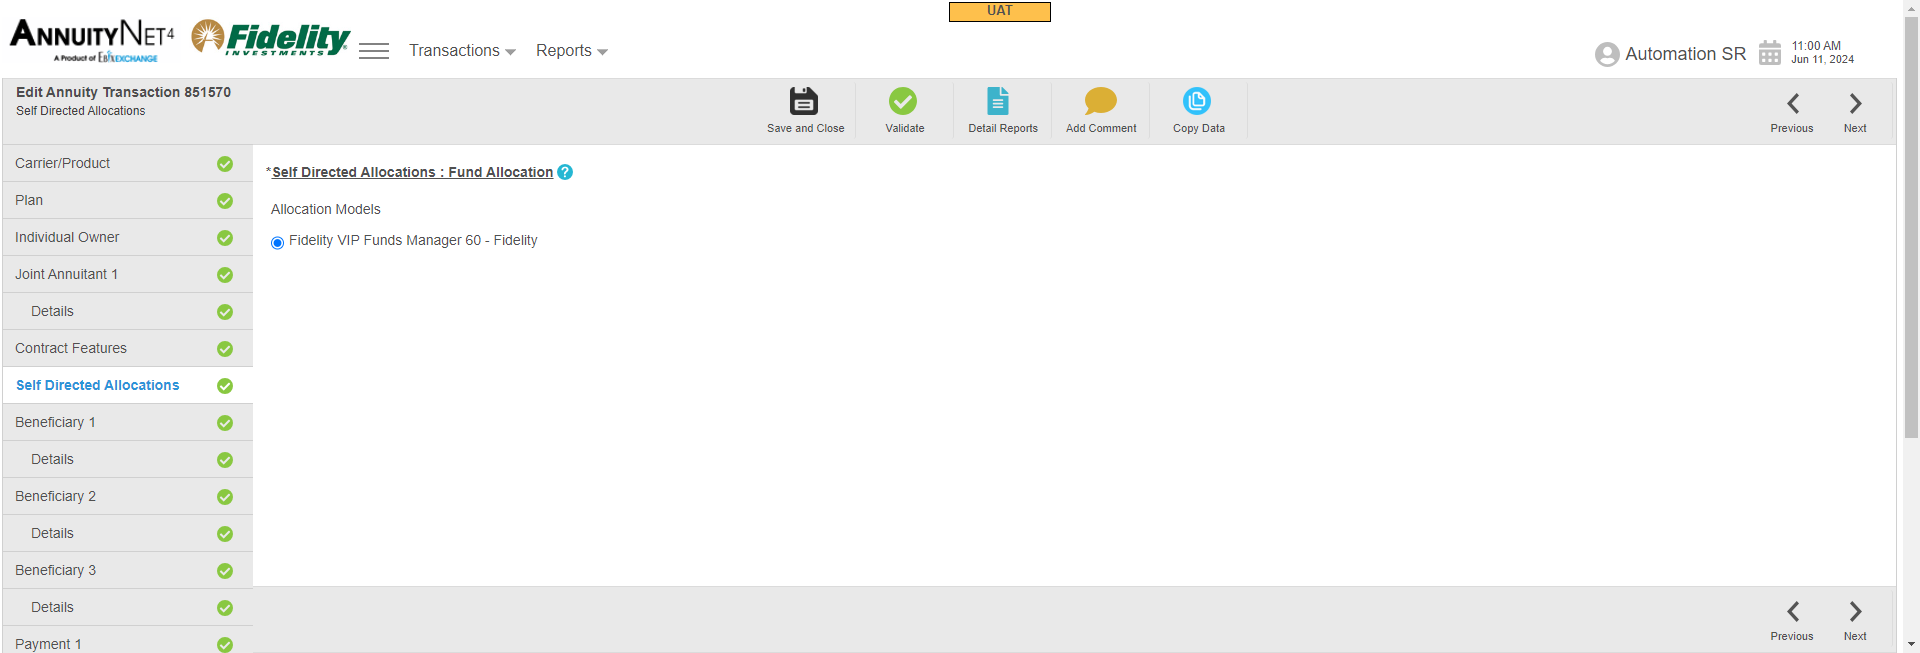 UAT
ANNUITYNET4
A Product of EbixEXCHANGE
Fidelity
INVESTMENTS
Transactions
Reports
Automation SR
11:00 AM
Jun 11, 2024
Edit Annuity Transaction 851570
Self Directed Allocations
Save and Close
Validate
Detail Reports
Add Comment
Copy Data
Previous
Next
Carrier/Product
Plan
Individual Owner
Joint Annuitant 1
Details
Contract Features
Self Directed Allocations
Beneficiary 1
Details
Beneficiary 2
Details
Beneficiary 3
Details
Payment 1
*Self Directed Allocations : Fund Allocation ?
Allocation Models
Fidelity VIP Funds Manager 60 - Fidelity
Previous
Next